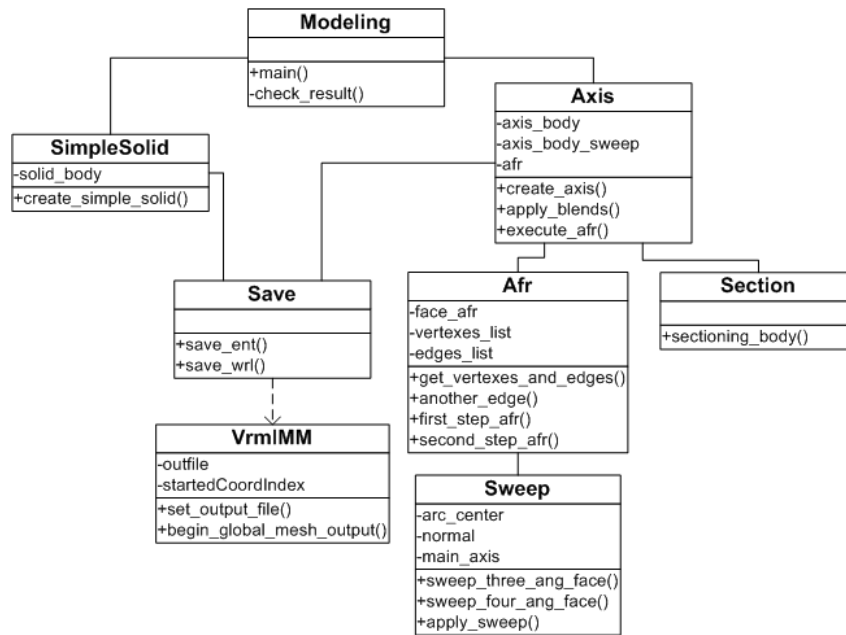 Modeling
+main()
-check_result()
Axis
-axis_body
-axis_body_sweep
-afr
+create_axis()
+apply_blends()
+execute_afr()
SimpleSolid
-solid_body
+create_simple_solid()
Save
+save_ent()
+save_wrl()
Afr
-face_afr
-vertexes_list
-edges_list
+get_vertexes_and_edges()
+another_edge()
+first_step_afr()
+second_step_afr()
Section
+sectioning_body()
VrmlMM
-outfile
-startedCoordIndex
+set_output_file()
+begin_global_mesh_output()
Sweep
-arc_center
-normal
-main_axis
+sweep_three_ang_face()
+sweep_four_ang_face()
+apply_sweep()